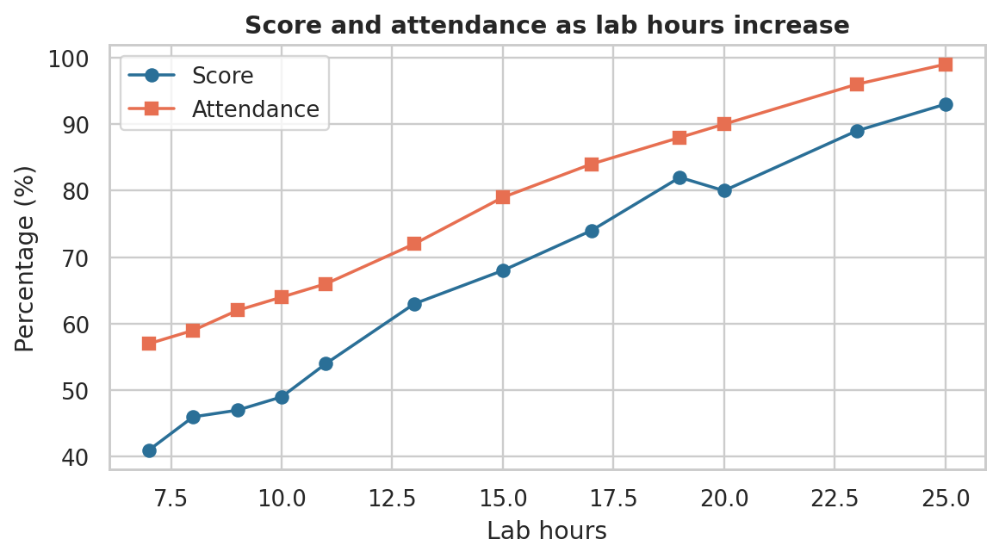 Score and attendance as lab hours increase
Score
Attendance
Percentage (%)
100
90
80
70
60
50
40
7.5 10.0 12.5 15.0 17.5 20.0 22.5 25.0
Lab hours